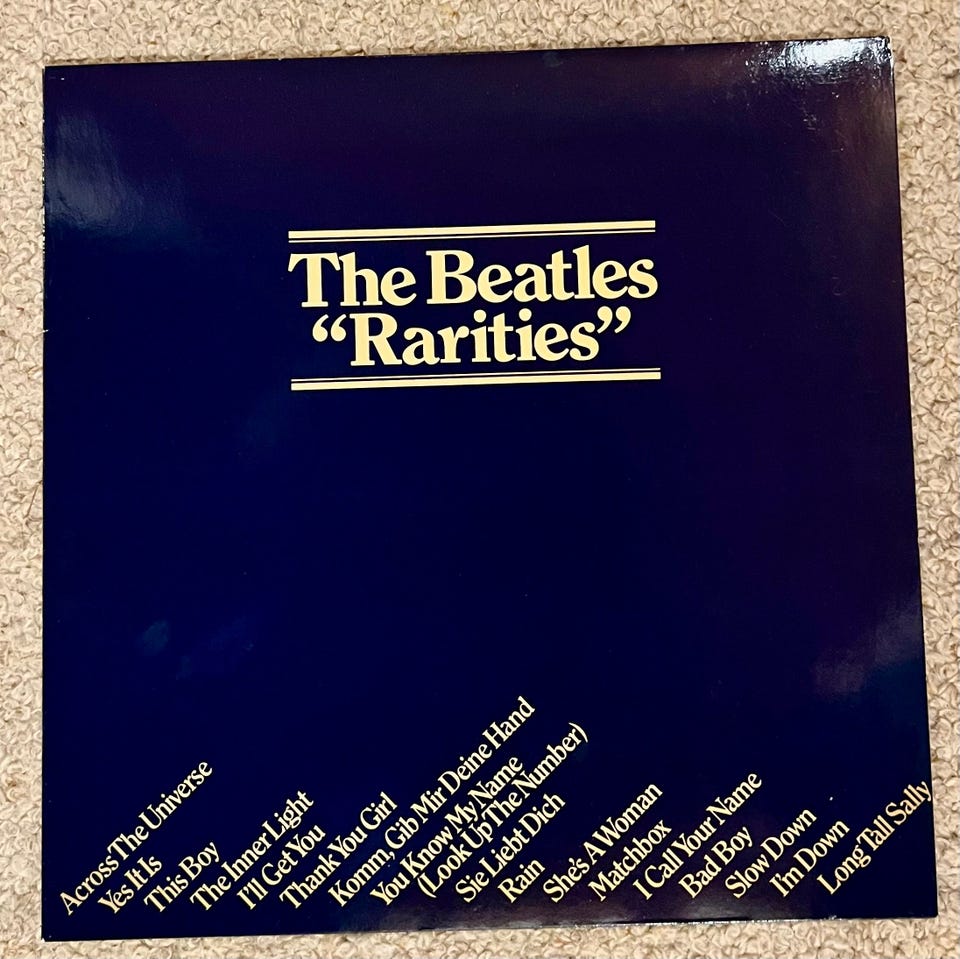 The Beatles
“Rarities”
Across The Universe
Yes It Is
This Boy
The Inner Light
I'll Get You
Thank You Girl
Komm, Gib Mir Deine Hand
You Know My Name
(Look Up The Number)
Sie Liebt Dich
Rain
She's A Woman
Matchbox
I Call Your Name
Bad Boy
Slow Down
I'm Down
Long Tall Sally